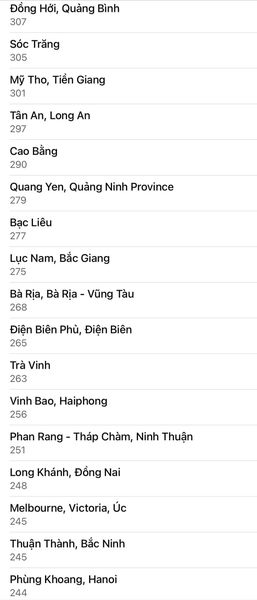 Đồng Hới, Quảng Bình
307
Sóc Trăng
305
Mỹ Tho, Tiền Giang
301
Tân An, Long An
297
Cao Bằng
290
Quang Yen, Quảng Ninh Province
279
Bạc Liêu
277
Lục Nam, Bắc Giang
275
Bà Rịa, Bà Rịa - Vũng Tàu
268
Điện Biên Phủ, Điện Biên
265
Trà Vinh
263
Vinh Bao, Haiphong
256
Phan Rang - Tháp Chàm, Ninh Thuận
251
Long Khánh, Đồng Nai
248
Melbourne, Victoria, Úc
245
Thuận Thành, Bắc Ninh
245
Phùng Khoang, Hanoi
244